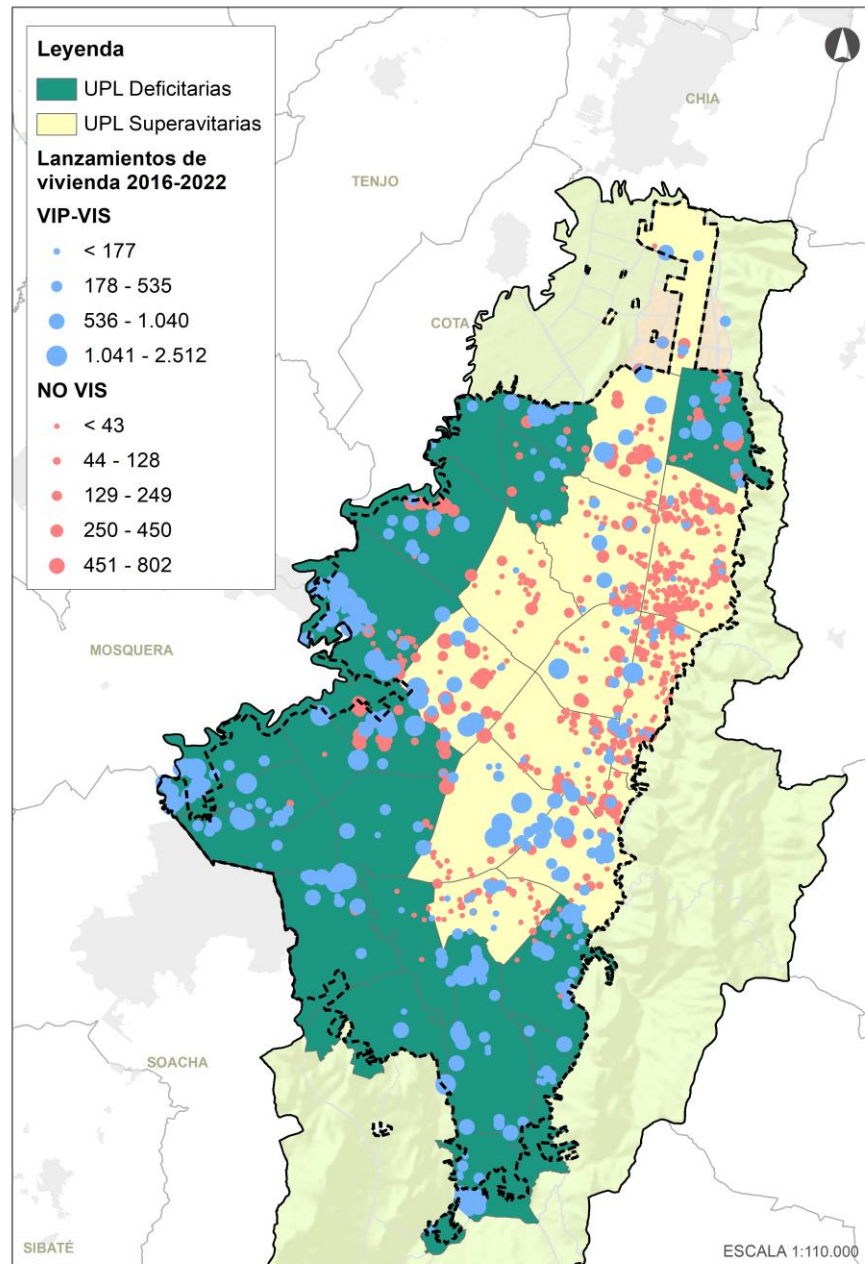 Leyenda
UPL Deficitarias
UPL Superavitarias
Lanzamientos de
vivienda 2016-2022
VIP-VIS
< 177
178 - 535
536 - 1.040
1.041 - 2.512
NO VIS
< 43
44 - 128
129 - 249
250 - 450
451 - 802
CHIA
TENJO
COTA
MOSQUERA
SOACHA
SIBATÉ
ESCALA 1:110.000